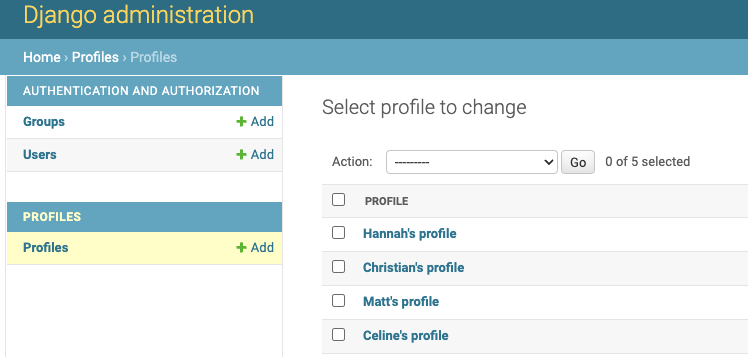 Django administration
Home › Profiles › Profiles
AUTHENTICATION AND AUTHORIZATION
Groups + Add
Users + Add
PROFILES
Profiles + Add
Select profile to change
Action: --------- Go 0 of 5 selected
PROFILE
Hannah's profile
Christian's profile
Matt's profile
Celine's profile